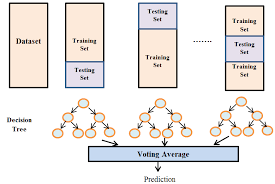 Dataset
Training
Set
Testing
Set
Testing
Set
Training
Set
........
Training
Set
Testing
Set
Training
Set
Decision
Tree
Voting Average
Prediction